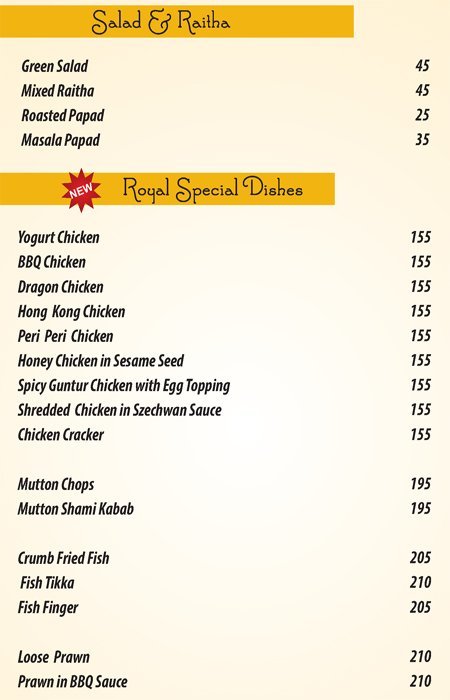 Salad & Raitha
Green Salad 45
Mixed Raitha 45
Roasted Papad 25
Masala Papad 35
NEW Royal Special Dishes
Yogurt Chicken 155
BBQ Chicken 155
Dragon Chicken 155
Hong Kong Chicken 155
Peri Peri Chicken 155
Honey Chicken in Sesame Seed 155
Spicy Guntur Chicken with Egg Topping 155
Shredded Chicken in Szechwan Sauce 155
Chicken Cracker 155
Mutton Chops 195
Mutton Shami Kabab 195
Crumb Fried Fish 205
Fish Tikka 210
Fish Finger 205
Loose Prawn 210
Prawn in BBQ Sauce 210